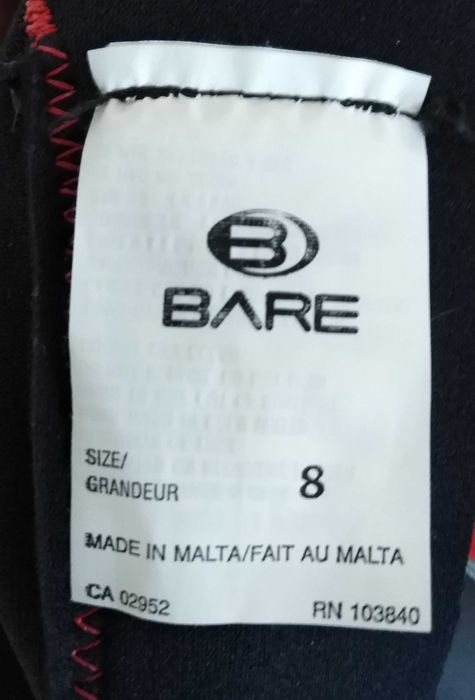 B
BARE
SIZE/
GRANDEUR 8
MADE IN MALTA/FAIT AU MALTA
CA 02952 RN 103840